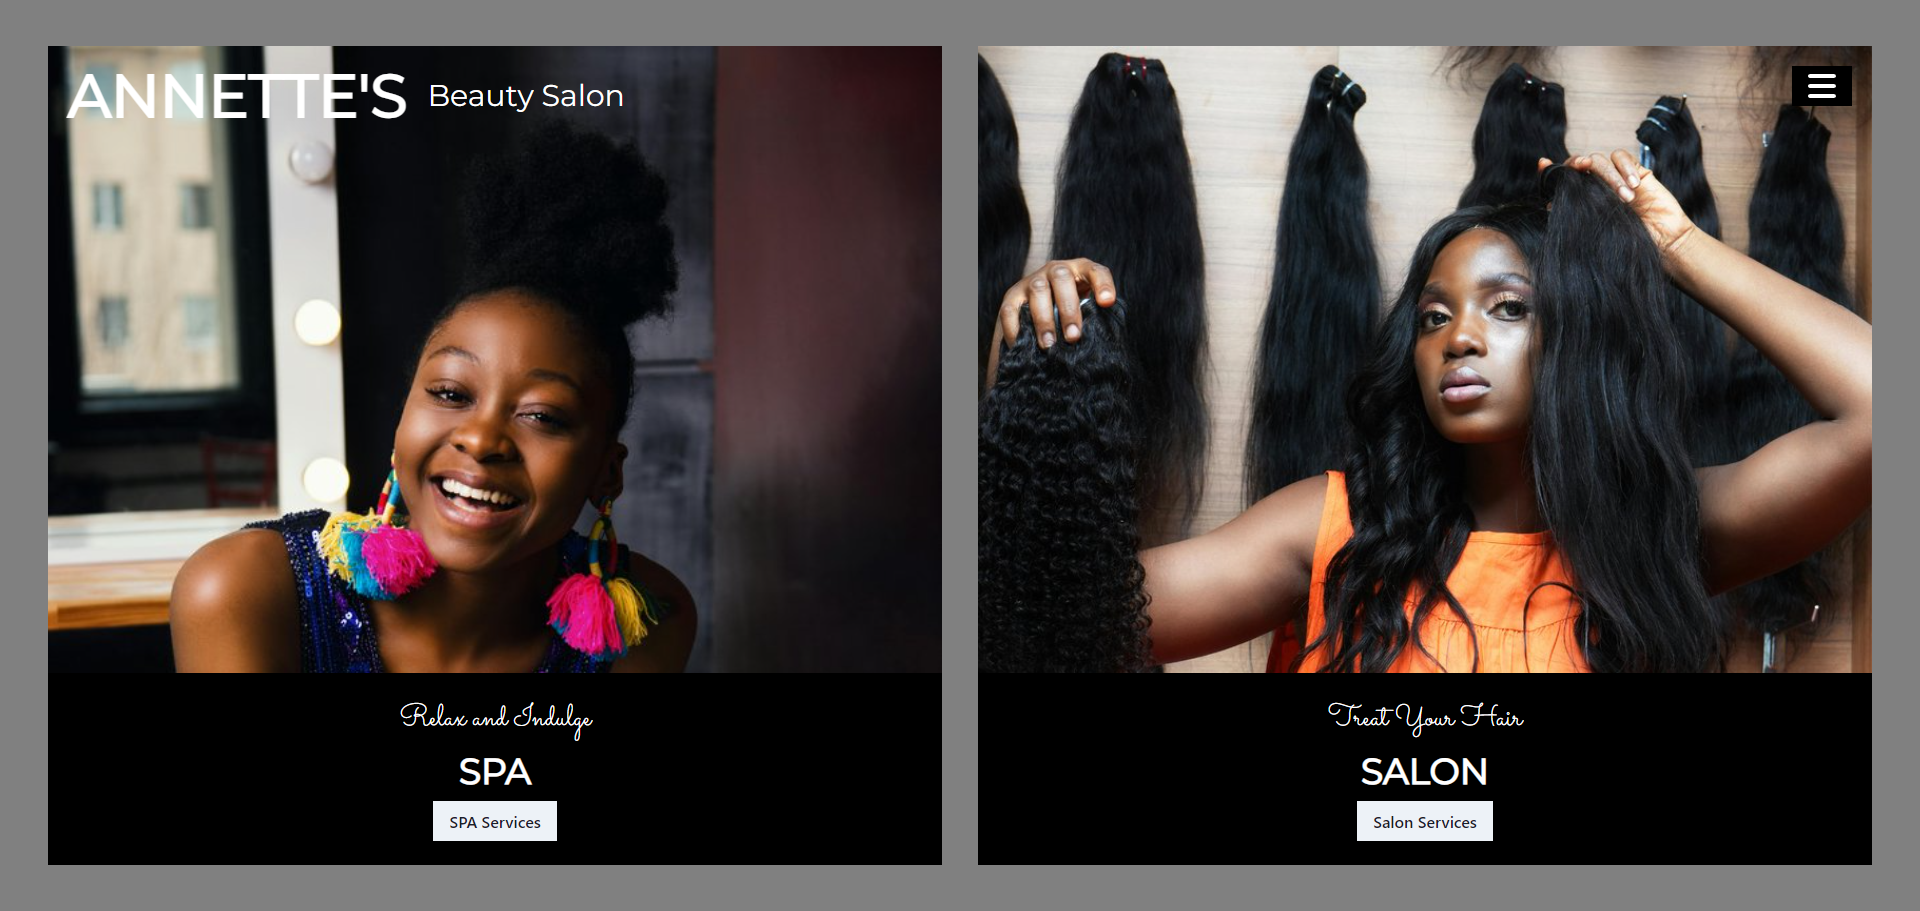 ANNETTE'S Beauty Salon
Relax and Indulge
SPA
SPA Services
Treat Your Hair
SALON
Salon Services